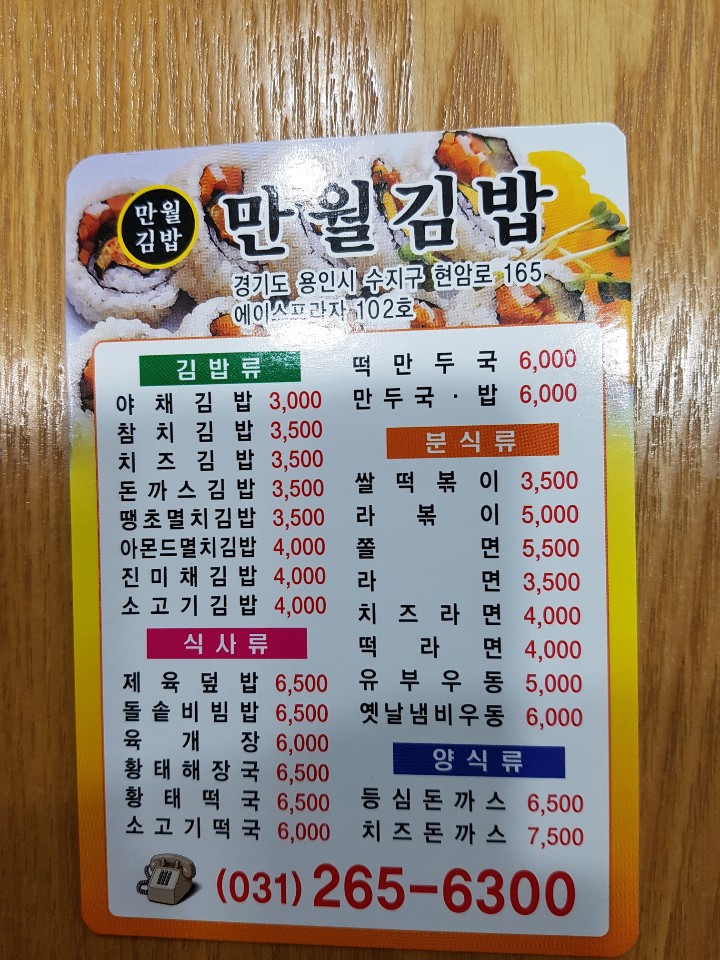 만월
김밥
만월김밥
경기도 용인시 수지구 현암로 165
에이스프라자 102호
김밥류
야채김밥 3,000
참치김밥 3,500
치즈김밥 3,500
돈까스김밥 3,500
땡초멸치김밥 3,500
아몬드멸치김밥 4,000
진미채김밥 4,000
소고기김밥 4,000
식사류
제육덮밥 6,500
돌솥비빔밥 6,500
육개장 6,000
황태해장국 6,500
황태떡국 6,500
소고기떡국 6,000
떡만두국 6,000
만두국·밥 6,000
분식류
쌀떡볶이 3,500
라볶이 5,000
쫄면 5,500
라면 3,500
치즈라면 4,000
떡라면 4,000
유부우동 5,000
옛날냄비우동 6,000
양식류
등심돈까스 6,500
치즈돈까스 7,500
(031) 265-6300